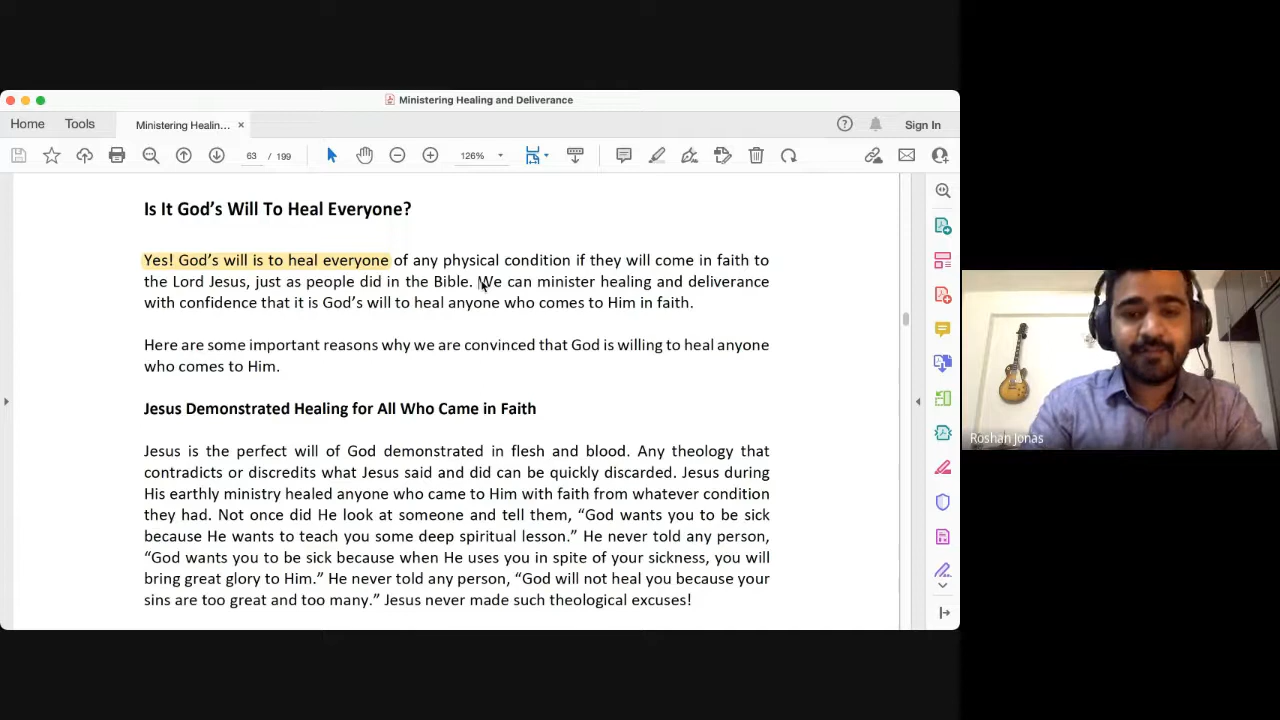 Ministering Healing and Deliverance
Home Tools Ministering Healin... × Sign In
63 / 199 126%
Is It God's Will To Heal Everyone?
Yes! God's will is to heal everyone of any physical condition if they will come in faith to
the Lord Jesus, just as people did in the Bible. We can minister healing and deliverance
with confidence that it is God's will to heal anyone who comes to Him in faith.
Here are some important reasons why we are convinced that God is willing to heal anyone
who comes to Him.
Jesus Demonstrated Healing for All Who Came in Faith
Jesus is the perfect will of God demonstrated in flesh and blood. Any theology that
contradicts or discredits what Jesus said and did can be quickly discarded. Jesus during
His earthly ministry healed anyone who came to Him with faith from whatever condition
they had. Not once did He look at someone and tell them, “God wants you to be sick
because He wants to teach you some deep spiritual lesson.” He never told any person,
“God wants you to be sick because when He uses you in spite of your sickness, you will
bring great glory to Him.” He never told any person, “God will not heal you because your
sins are too great and too many.” Jesus never made such theological excuses!
Roshan Jonas